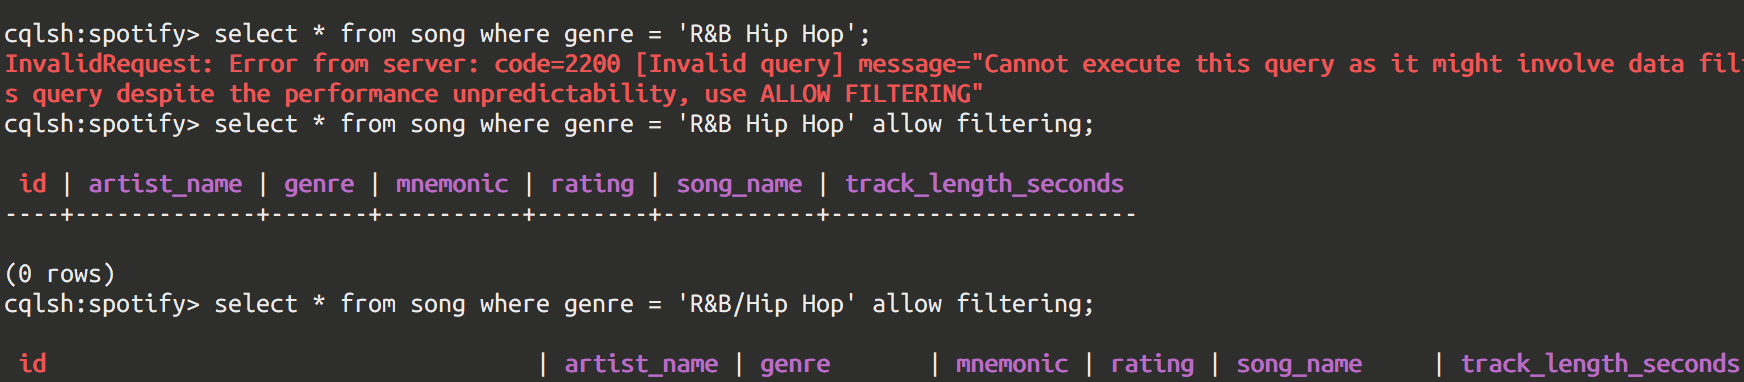 cqlsh:spotify> select * from song where genre = 'R&B Hip Hop';
InvalidRequest: Error from server: code=2200 [Invalid query] message="Cannot execute this query as it might involve data
s query despite the performance unpredictability, use ALLOW FILTERING"
cqlsh:spotify> select * from song where genre = 'R&B Hip Hop' allow filtering;
id | artist_name | genre | mnemonic | rating | song_name | track_length_seconds
----+-------------+-------+----------+--------+-----------+----------------------
(0 rows)
cqlsh:spotify> select * from song where genre = 'R&B/Hip Hop' allow filtering;
id | artist_name | genre | mnemonic | rating | song_name | track_length_seconds